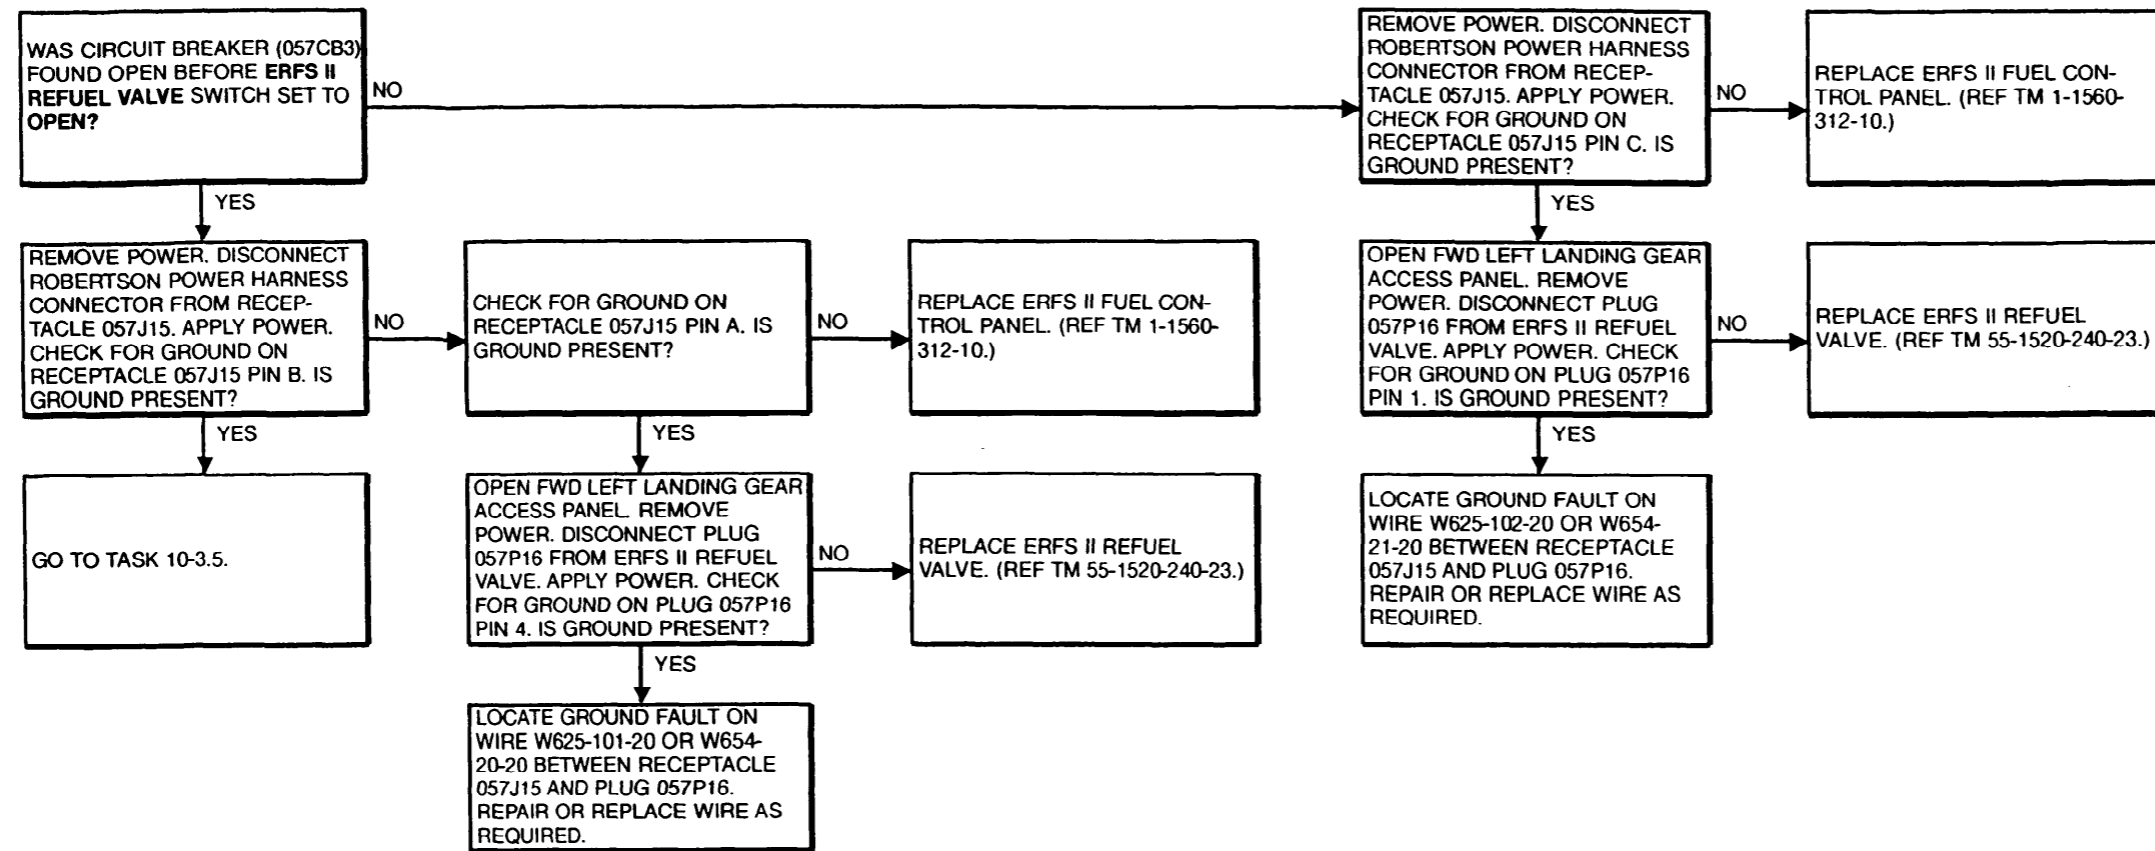 WAS CIRCUIT BREAKER (057CB3)
FOUND OPEN BEFORE ERFS II
REFUEL VALVE SWITCH SET TO
OPEN?
NO
REMOVE POWER. DISCONNECT
ROBERTSON POWER HARNESS
CONNECTOR FROM RECEP-
TACLE 057J15. APPLY POWER.
CHECK FOR GROUND ON
RECEPTACLE 057J15 PIN C. IS
GROUND PRESENT?
NO
REPLACE ERFS II FUEL CON-
TROL PANEL. (REF TM 1-1560-
312-10.)
YES
YES
REMOVE POWER. DISCONNECT
ROBERTSON POWER HARNESS
CONNECTOR FROM RECEP-
TACLE 057J15. APPLY POWER.
CHECK FOR GROUND ON
RECEPTACLE 057J15 PIN B. IS
GROUND PRESENT?
NO
CHECK FOR GROUND ON
RECEPTACLE 057J15 PIN A. IS
GROUND PRESENT?
NO
REPLACE ERFS II FUEL CON-
TROL PANEL. (REF TM 1-1560-
312-10.)
OPEN FWD LEFT LANDING GEAR
ACCESS PANEL. REMOVE
POWER. DISCONNECT PLUG
057P16 FROM ERFS II REFUEL
VALVE. APPLY POWER. CHECK
FOR GROUND ON PLUG 057P16
PIN 1. IS GROUND PRESENT?
NO
REPLACE ERFS II REFUEL
VALVE. (REF TM 55-1520-240-23.)
YES
YES
YES
GO TO TASK 10-3.5.
OPEN FWD LEFT LANDING GEAR
ACCESS PANEL. REMOVE
POWER. DISCONNECT PLUG
057P16 FROM ERFS II REFUEL
VALVE. APPLY POWER. CHECK
FOR GROUND ON PLUG 057P16
PIN 4. IS GROUND PRESENT?
NO
REPLACE ERFS II REFUEL
VALVE. (REF TM 55-1520-240-23.)
LOCATE GROUND FAULT ON
WIRE W625-102-20 OR W654-
21-20 BETWEEN RECEPTACLE
057J15 AND PLUG 057P16.
REPAIR OR REPLACE WIRE AS
REQUIRED.
YES
LOCATE GROUND FAULT ON
WIRE W625-101-20 OR W654-
20-20 BETWEEN RECEPTACLE
057J15 AND PLUG 057P16.
REPAIR OR REPLACE WIRE AS
REQUIRED.